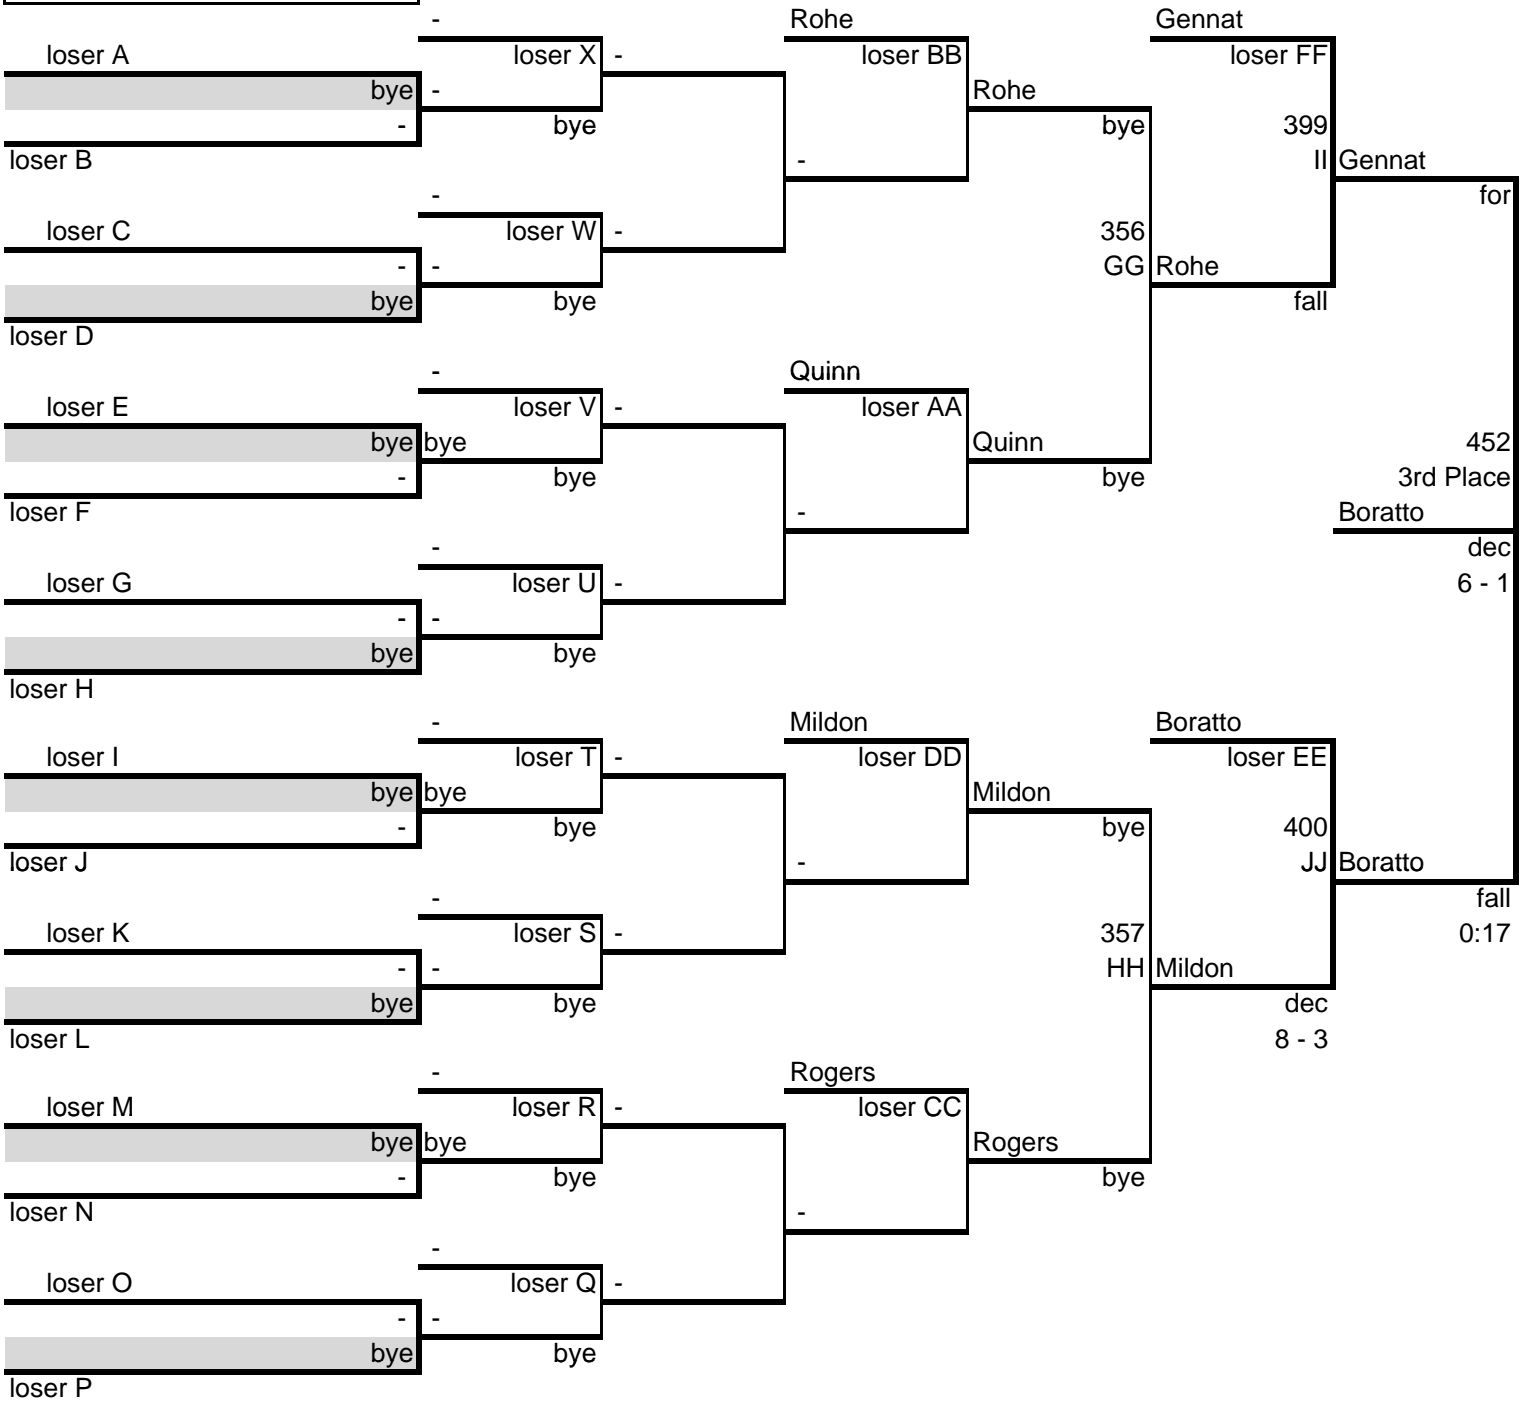 - Rohe Gennat
loser A loser X - loser BB loser FF
bye - Rohe
- bye bye 399
loser B - II Gennat
- for
loser C loser W - 356
- - GG Rohe
bye bye fall
loser D
- Quinn
loser E loser V - loser AA
bye bye Quinn 452
- bye bye 3rd Place
loser F - Boratto
- dec
loser G loser U - 6 - 1
- -
bye bye
loser H
- Mildon Boratto
loser I loser T - loser DD loser EE
bye bye Mildon
- bye bye 400
loser J - JJ Boratto
- fall
loser K loser S - 357 0:17
- - HH Mildon
bye bye dec
loser L 8 - 3
- Rogers
loser M loser R - loser CC
bye bye Rogers
- bye bye
loser N -
-
loser O loser Q -
- -
bye bye
loser P